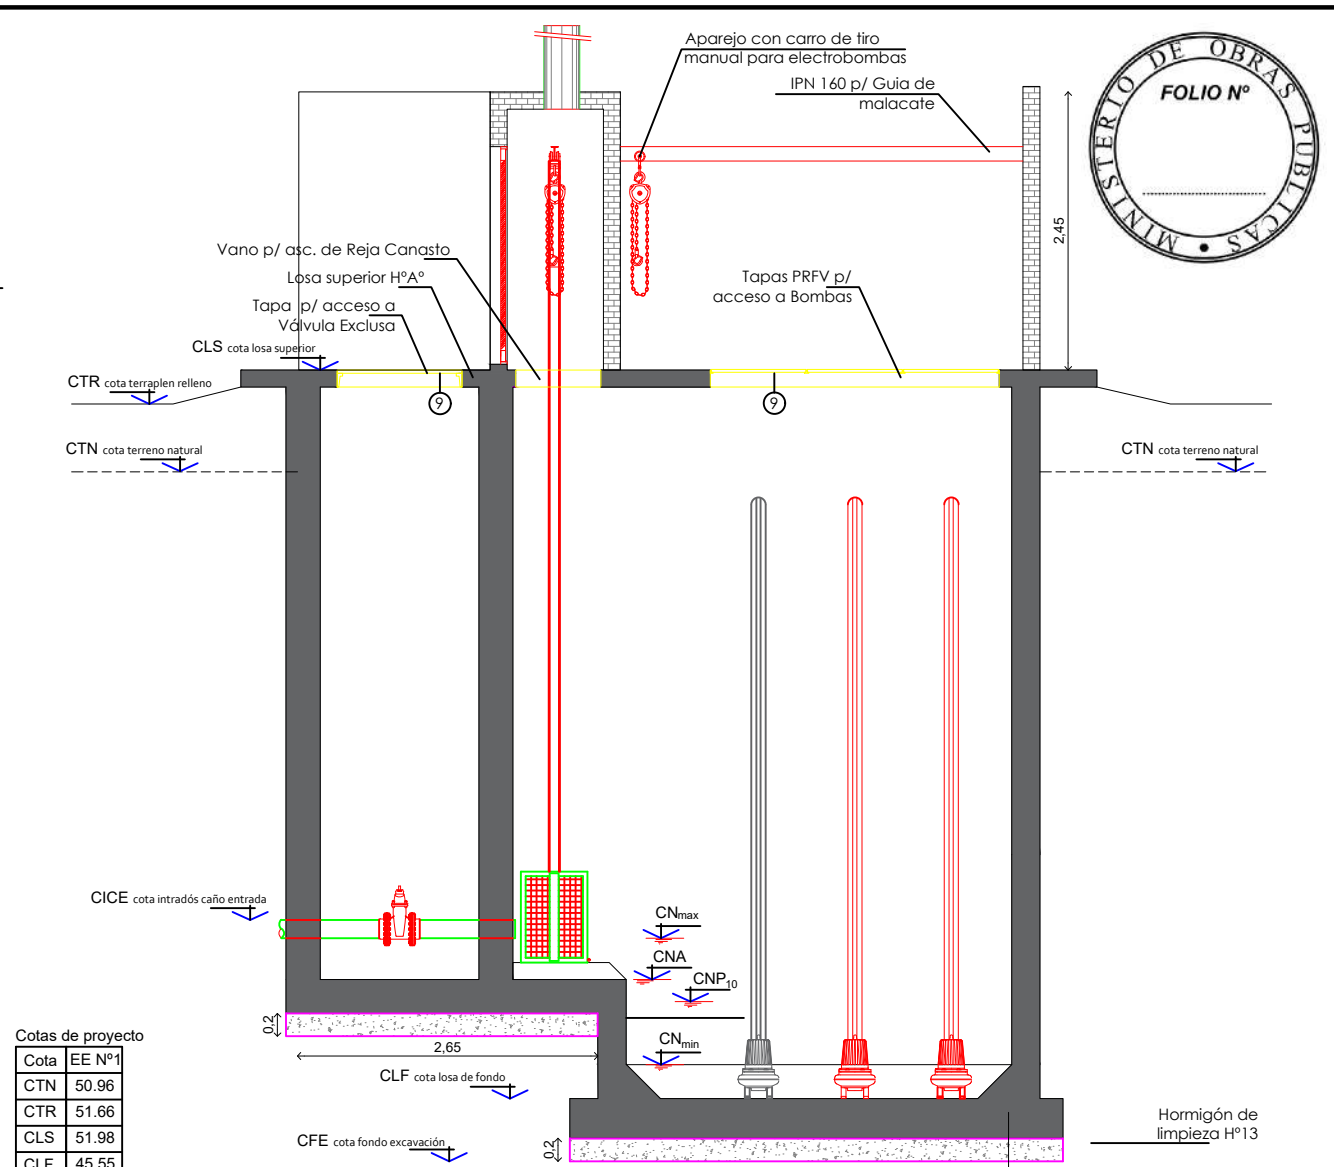 Aparejo con carro de tiro
manual para electrobombas
IPN 160 p/ Guia de
malacate
MINISTERIO DE OBRAS PUBLICAS
FOLIO Nº
2,45
Vano p/ asc. de Reja Canasto
Losa superior HºAº
Tapa p/ acceso a
Válvula Exclusa
Tapas PRFV p/
acceso a Bombas
CLS cota losa superior
CTR cota terraplen relleno
9
9
CTN cota terreno natural
CTN cota terreno natural
CICE cota intradós caño entrada
CNmax
CNA
CNP10
0,2
2,65
CNmin
CLF cota losa de fondo
CFE cota fondo excavación
0,2
Hormigón de
limpieza Hº13
Cotas de proyecto
Cota EE Nº1
CTN 50.96
CTR 51.66
CLS 51.98
CLF 45.55